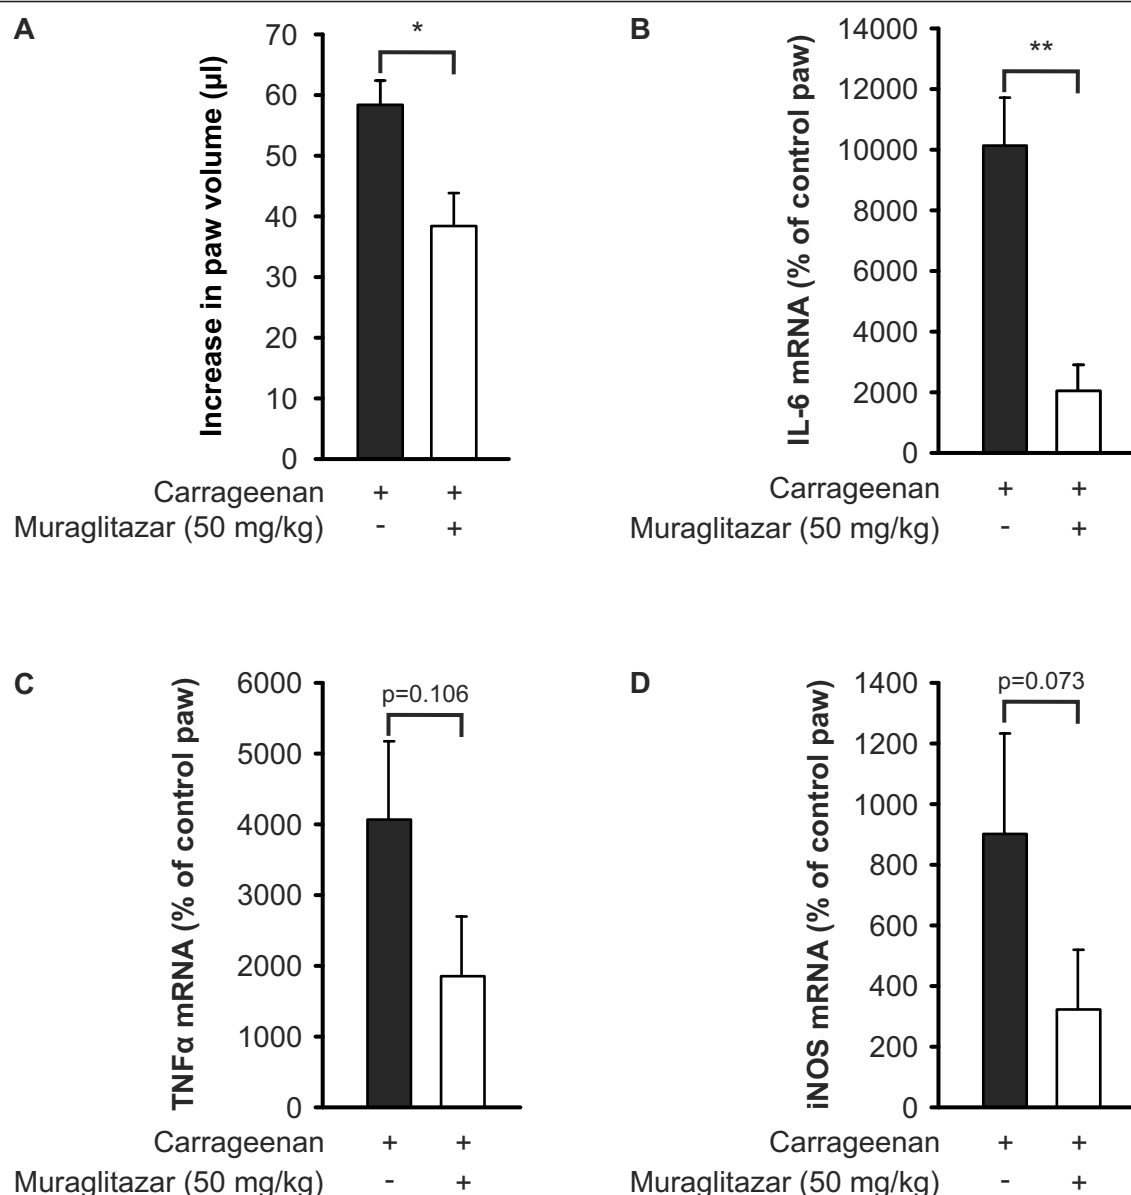 A
Increase in paw volume (µl)
70
60
50
40
30
20
10
0
*
Carrageenan + +
Muraglitazar (50 mg/kg) - +
B
IL-6 mRNA (% of control paw)
14000
12000
10000
8000
6000
4000
2000
0
**
Carrageenan + +
Muraglitazar (50 mg/kg) - +
C
TNFα mRNA (% of control paw)
6000
5000
4000
3000
2000
1000
0
p=0.106
Carrageenan + +
Muraglitazar (50 mg/kg) - +
D
iNOS mRNA (% of control paw)
1400
1200
1000
800
600
400
200
0
p=0.073
Carrageenan + +
Muraglitazar (50 mg/kg) - +